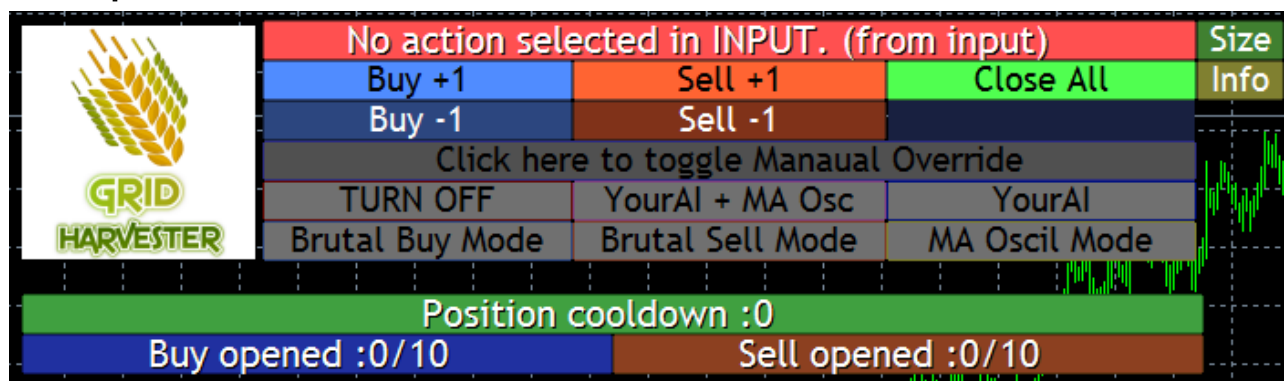 No action selected in INPUT. (from input)
Size
Buy +1
Sell +1
Close All
Info
Buy -1
Sell -1
Click here to toggle Manaual Override
GRID
HARVESTER
TURN OFF
YourAI + MA Osc
YourAI
Brutal Buy Mode
Brutal Sell Mode
MA Oscil Mode
Position cooldown :0
Buy opened :0/10
Sell opened :0/10